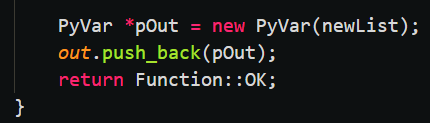 PyVar *pOut = new PyVar(newList);
out.push_back(pOut);
return Function::OK;
}